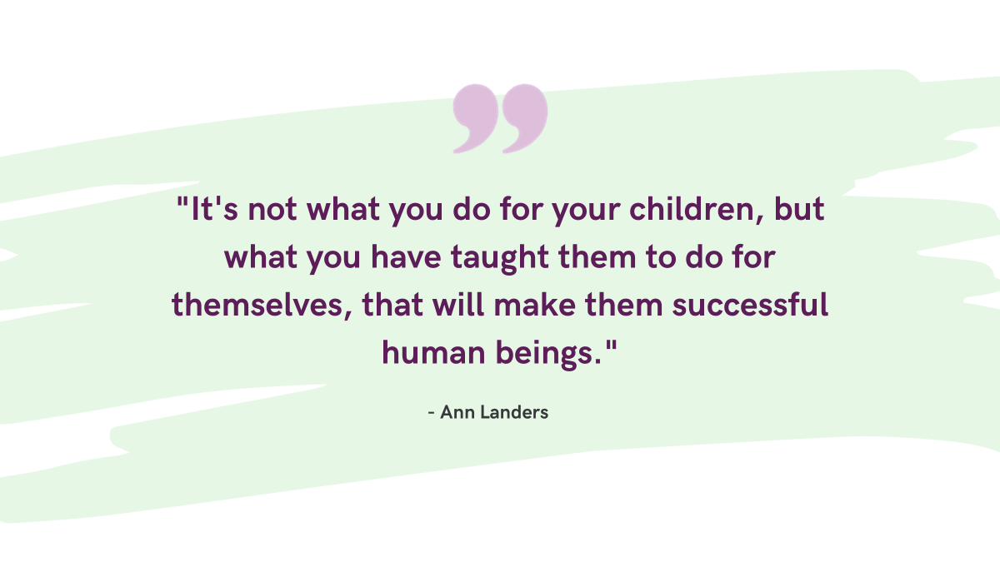 "It's not what you do for your children, but
what you have taught them to do for
themselves, that will make them successful
human beings."
- Ann Landers